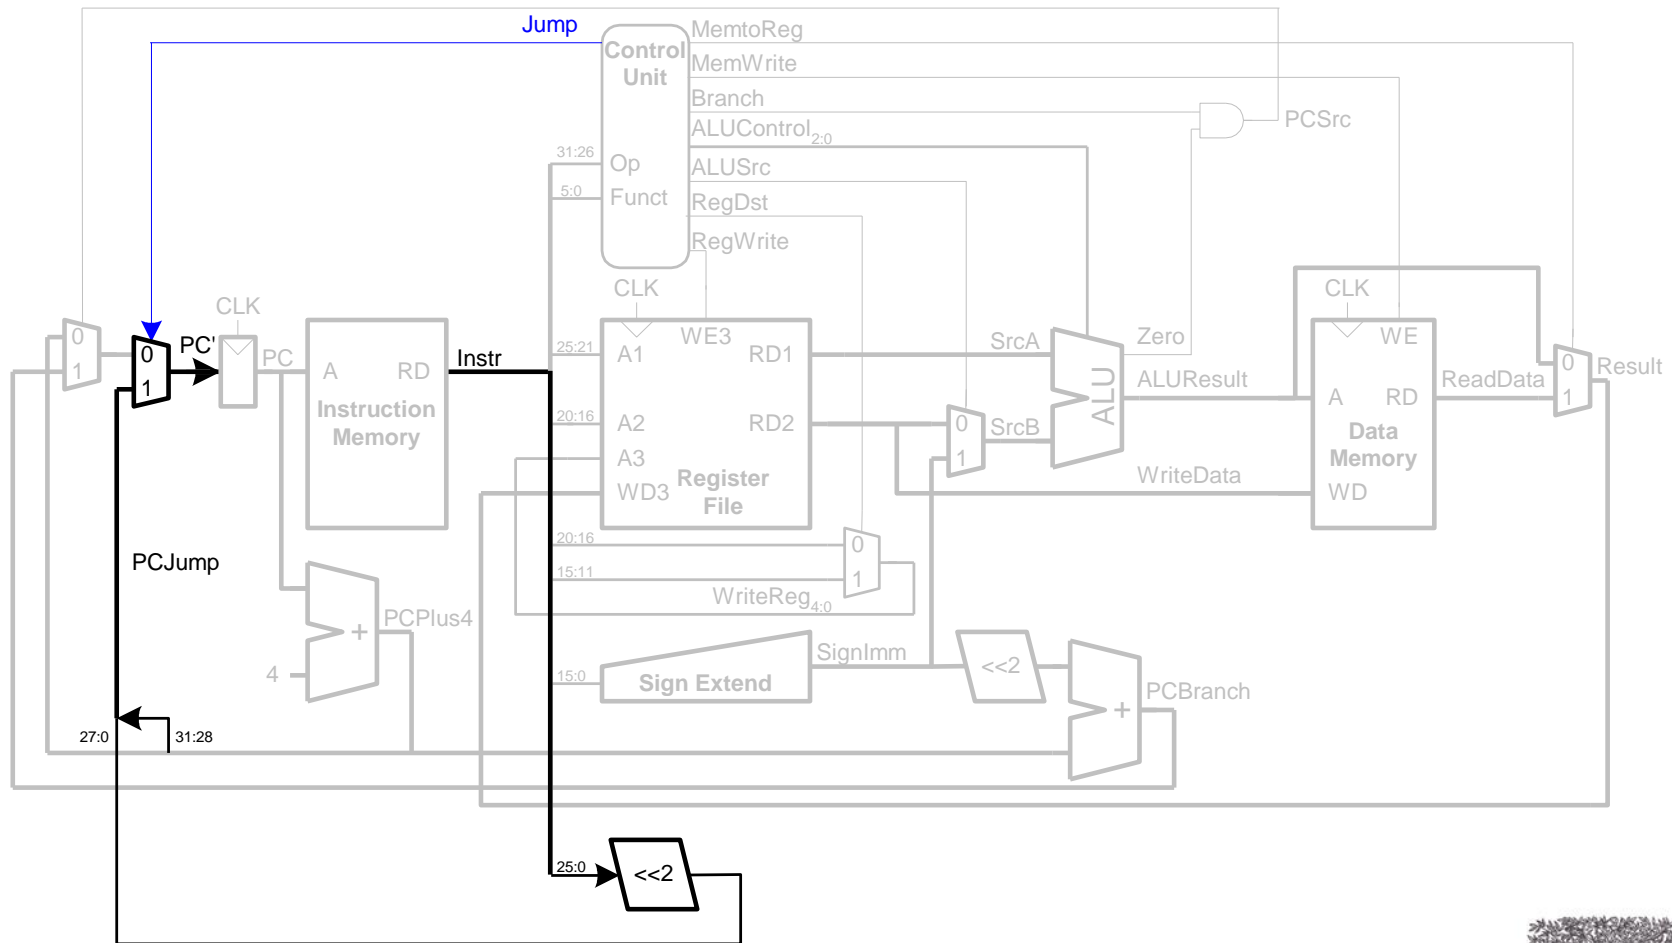 Jump
MemtoReg
Control
Unit
MemWrite
Branch
PCSrc
ALUControl2:0
31:26
Op
ALUSrc
5:0
Funct
RegDst
RegWrite
CLK
CLK
CLK
0
1
0
1
PC'
PC
A
RD
Instruction
Memory
Instr
25:21
A1
WE3
RD1
20:16
A2
RD2
A3
WD3
Register
File
SrcA
0
1
SrcB
ALU
Zero
ALUResult
WriteData
WE
A
RD
Data
Memory
WD
ReadData
0
1
Result
20:16
0
15:11
1
WriteReg4:0
PCJump
PCPlus4
+
4
15:0
Sign Extend
SignImm
<<2
+
PCBranch
27:0
31:28
25:0
<<2